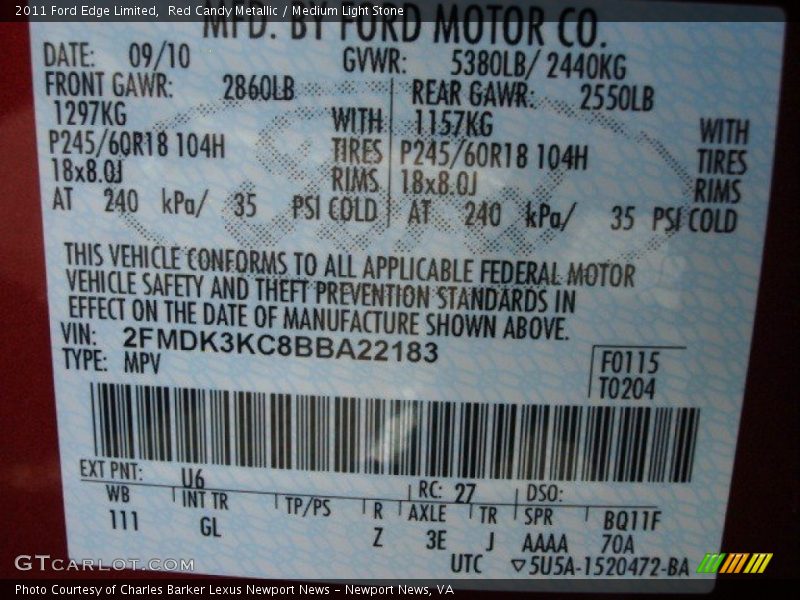 2011 Ford Edge Limited, Red Candy Metallic / Medium Light Stone
MFD. BY FORD MOTOR CO.
DATE: 09/10 GVWR: 5380LB/ 2440KG
FRONT GAWR: 2860LB REAR GAWR: 2550LB
1297KG WITH 1157KG WITH
P245/60R18 104H TIRES P245/60R18 104H TIRES
18x8.0J RIMS 18x8.0J RIMS
AT 240 kPa/ 35 PSI COLD AT 240 kPa/ 35 PSI COLD
THIS VEHICLE CONFORMS TO ALL APPLICABLE FEDERAL MOTOR
VEHICLE SAFETY AND THEFT PREVENTION STANDARDS IN
EFFECT ON THE DATE OF MANUFACTURE SHOWN ABOVE.
VIN: 2FMDK3KC8BBA22183
TYPE: MPV
F0115
T0204
EXT PNT: U6 RC: 27 DSO:
WB INT TR TP/PS R AXLE TR SPR BQ11F
111 GL Z 3E J AAAA 70A
UTC ▽5U5A-1520472-BA
GTCARLOT.COM
Photo Courtesy of Charles Barker Lexus Newport News – Newport News, VA